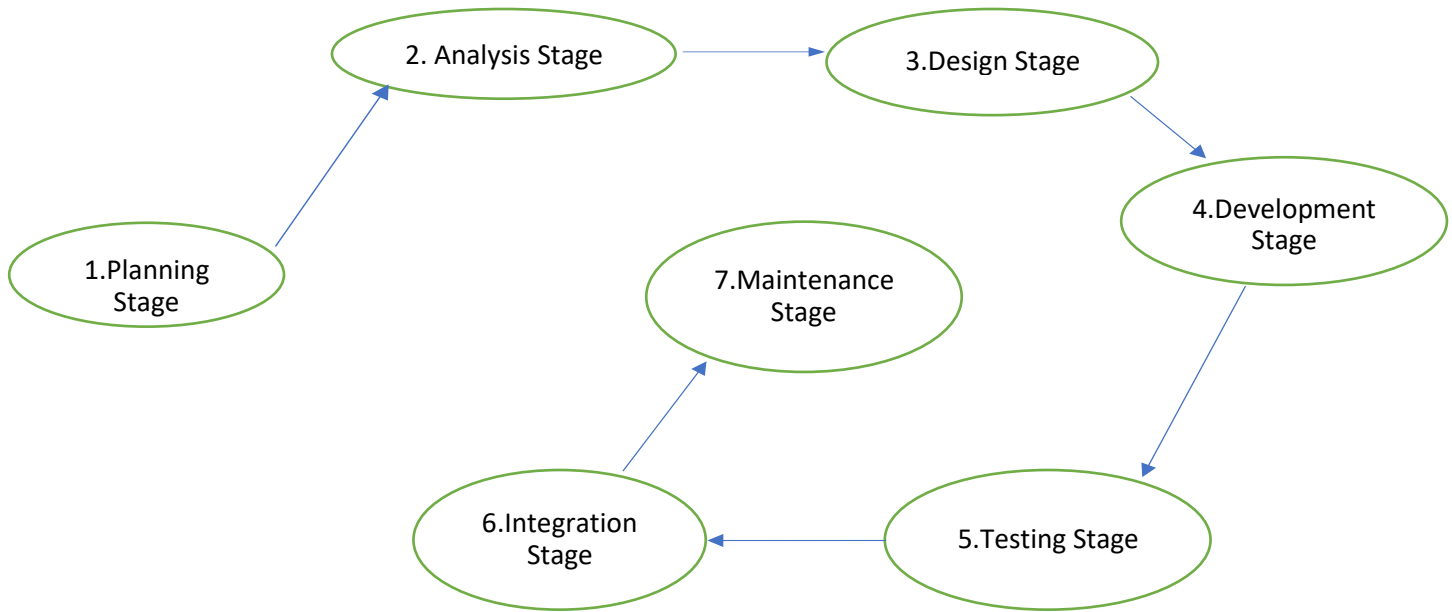 1.Planning
Stage
2. Analysis Stage
3.Design Stage
4.Development
Stage
5.Testing Stage
6.Integration
Stage
7.Maintenance
Stage